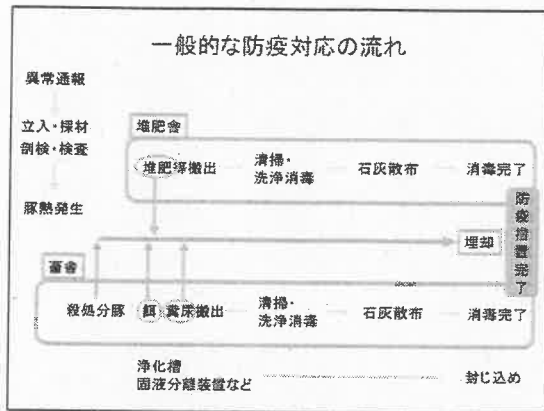 一般的な防疫対応の流れ
異常通報
立入・採材
剖検・検査
豚熱発生
堆肥舎
堆肥等搬出
清掃・
洗浄消毒
石灰散布
消毒完了
防疫措置完了
埋却
畜舎
殺処分豚
餌
糞尿搬出
清掃・
洗浄消毒
石灰散布
消毒完了
浄化槽
固液分離装置など
封じ込め